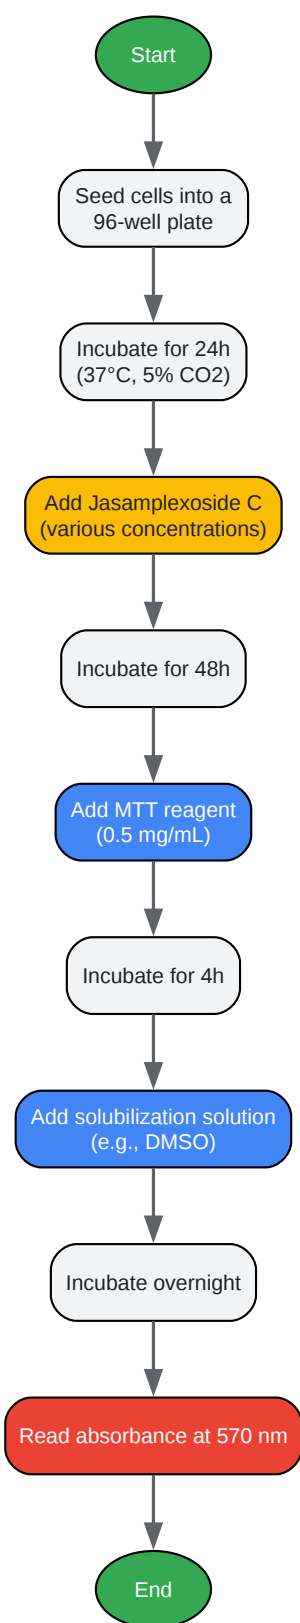 Start
Seed cells into a
96-well plate
Incubate for 24h
(37°C, 5% CO2)
Add Jasamplexoside C
(various concentrations)
Incubate for 48h
Add MTT reagent
(0.5 mg/mL)
Incubate for 4h
Add solubilization solution
(e.g., DMSO)
Incubate overnight
Read absorbance at 570 nm
End